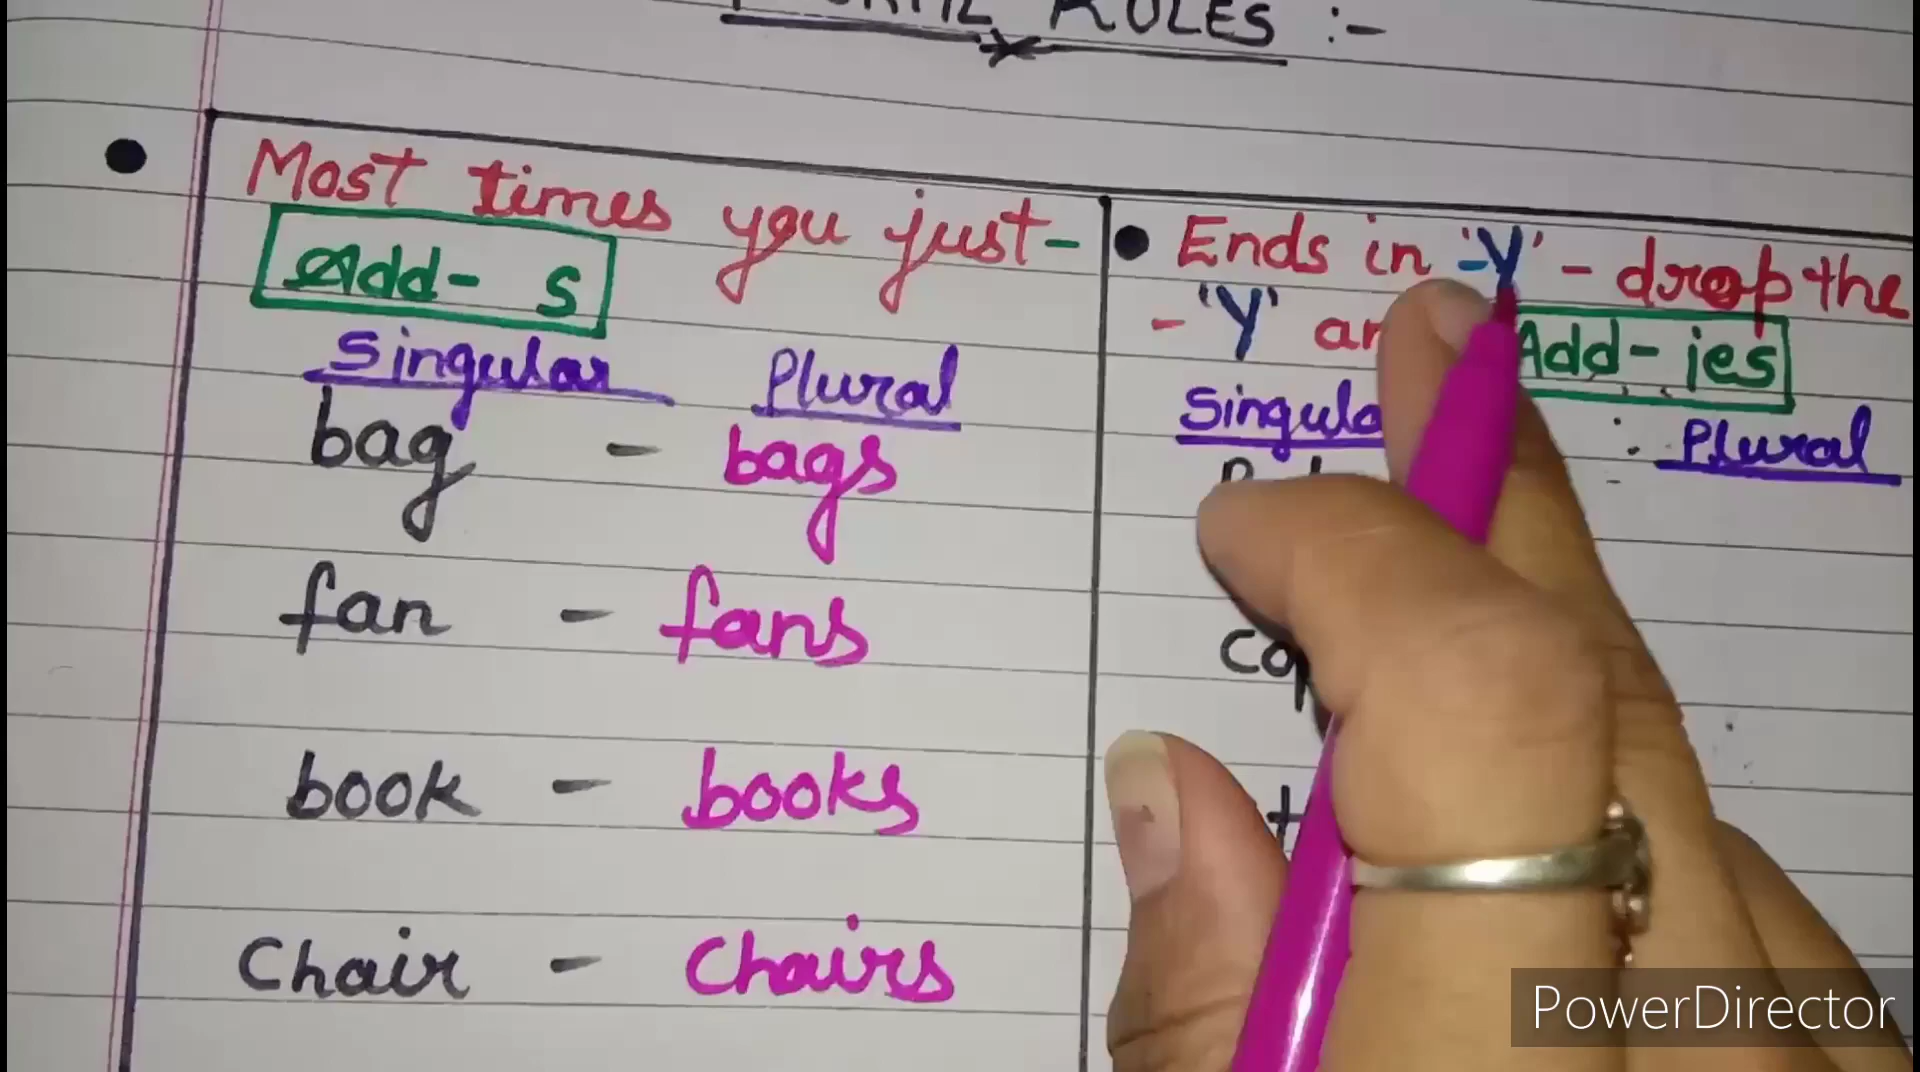 RULES :-
Most times you just-
Add- s
Singular Plural
bag - bags
fan - fans
book - books
Chair - Chairs
Ends in '-Y' - drop the
- 'Y' Add- ies
Plural
PowerDirector